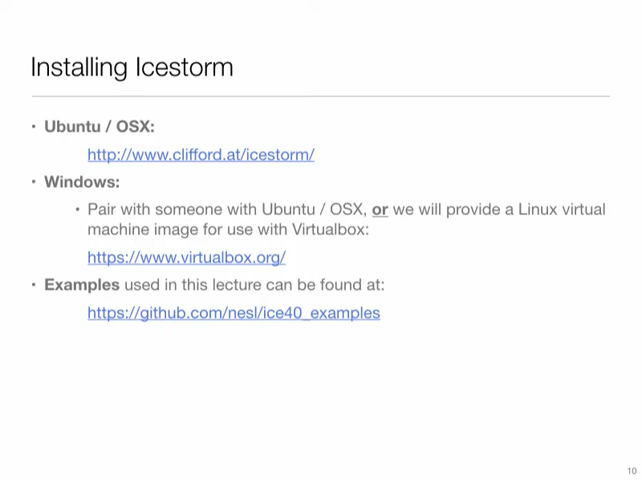 Installing Icestorm
• Ubuntu / OSX:
http://www.clifford.at/icestorm/
• Windows:
• Pair with someone with Ubuntu / OSX, or we will provide a Linux virtual
machine image for use with Virtualbox:
https://www.virtualbox.org/
• Examples used in this lecture can be found at:
https://github.com/nesl/ice40_examples
10